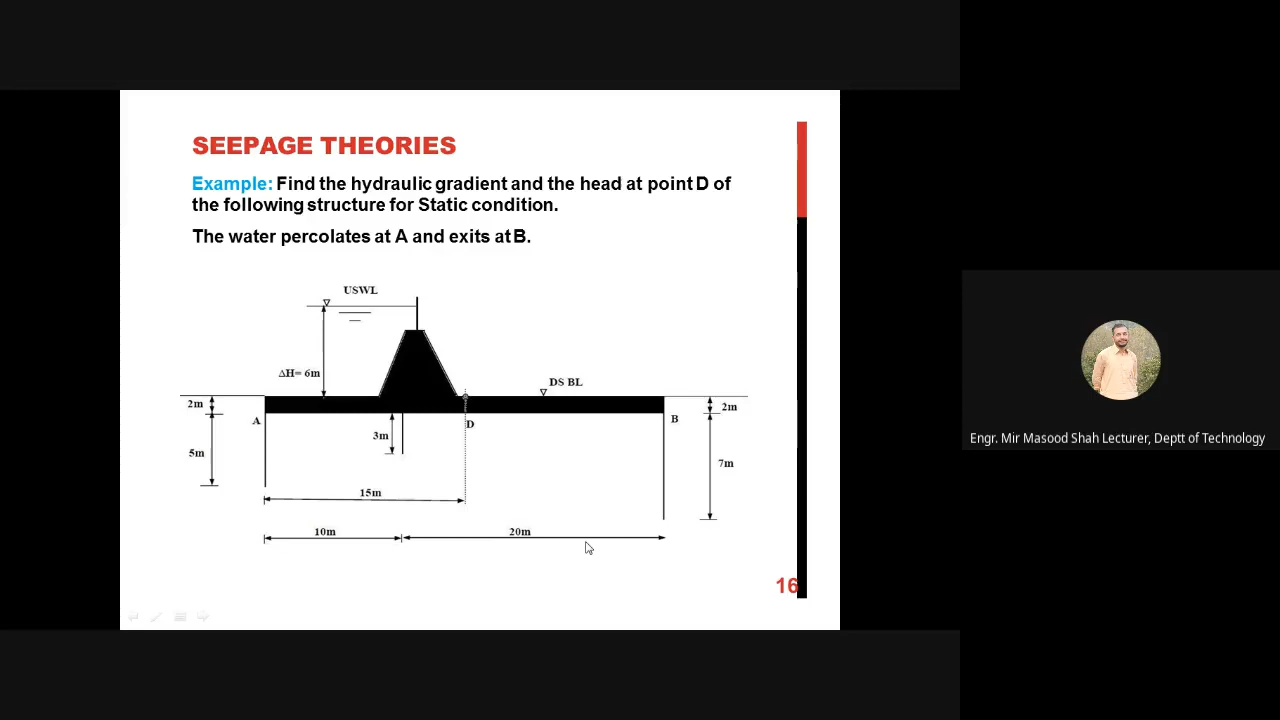 SEEPAGE THEORIES
Example: Find the hydraulic gradient and the head at point D of
the following structure for Static condition.
The water percolates at A and exits at B.
USWL
ΔH= 6m
DS BL
2m
2m
A
D
B
3m
5m
7m
15m
10m
20m
16
Engr. Mir Masood Shah Lecturer, Deptt of Technology